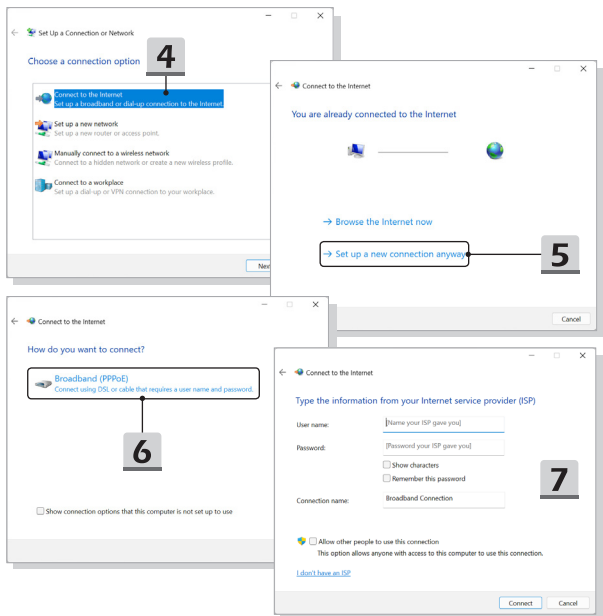 Set Up a Connection or Network
Choose a connection option
4
Connect to the Internet
Set up a broadband or dial-up connection to the Internet.
Set up a new network
Set up a new router or access point.
Manually connect to a wireless network
Connect to a hidden network or create a new wireless profile.
Connect to a workplace
Set up a dial-up or VPN connection to your workplace.
Connect to the Internet
You are already connected to the Internet
→ Browse the Internet now
→ Set up a new connection anyway
5
Cancel
Connect to the Internet
How do you want to connect?
Broadband (PPPoE)
Connect using DSL or cable that requires a user name and password.
6
Show connection options that this computer is not set up to use
Connect to the Internet
Type the information from your Internet service provider (ISP)
User name: [Name your ISP gave you]
Password: [Password your ISP gave you]
Show characters
Remember this password
7
Connection name: Broadband Connection
Allow other people to use this connection
This option allows anyone with access to this computer to use this connection.
I don't have an ISP
Connect Cancel